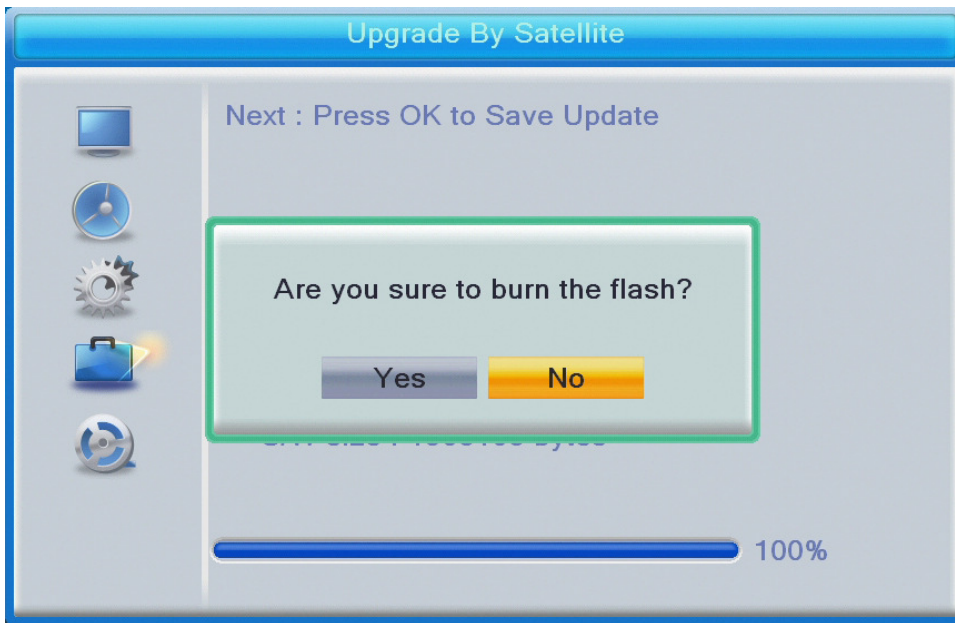 Upgrade By Satellite
Next : Press OK to Save Update
Are you sure to burn the flash?
Yes No
100%